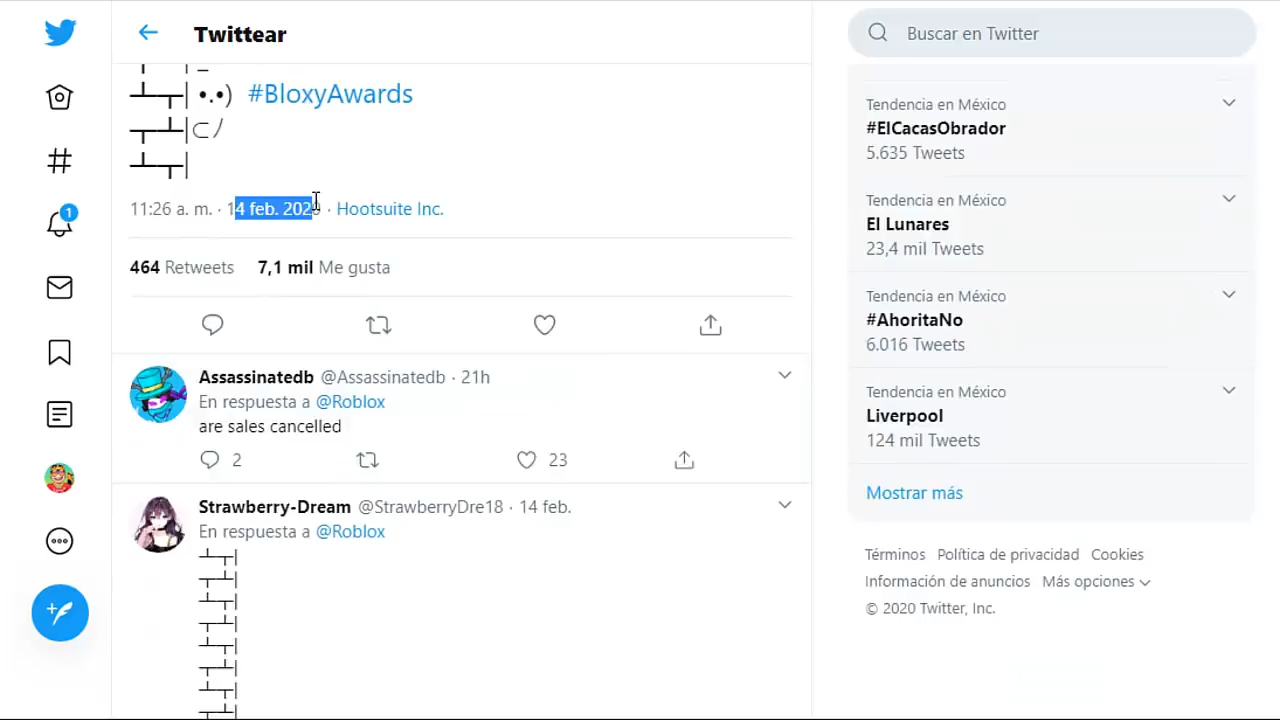 Twittear
┬┴┬┤ ͜
┴┬┤•.•) #BloxyAwards
┬┴┤⊂ﾉ
┴┬┤
11:26 a. m. · 14 feb. 2020 · Hootsuite Inc.
464 Retweets 7,1 mil Me gusta
Assassinatedb @Assassinatedb · 21h
En respuesta a @Roblox
are sales cancelled
2 23
Strawberry-Dream @StrawberryDre18 · 14 feb.
En respuesta a @Roblox
┴┬|
┬┴|
┴┬|
┬┴|
┴┬|
┬┴|
┴┬|
┬┴|
1
Buscar en Twitter
Tendencia en México
#ElCacasObrador
5.635 Tweets
Tendencia en México
El Lunares
23,4 mil Tweets
Tendencia en México
#AhoritaNo
6.016 Tweets
Tendencia en México
Liverpool
124 mil Tweets
Mostrar más
Términos Política de privacidad Cookies
Información de anuncios Más opciones
© 2020 Twitter, Inc.